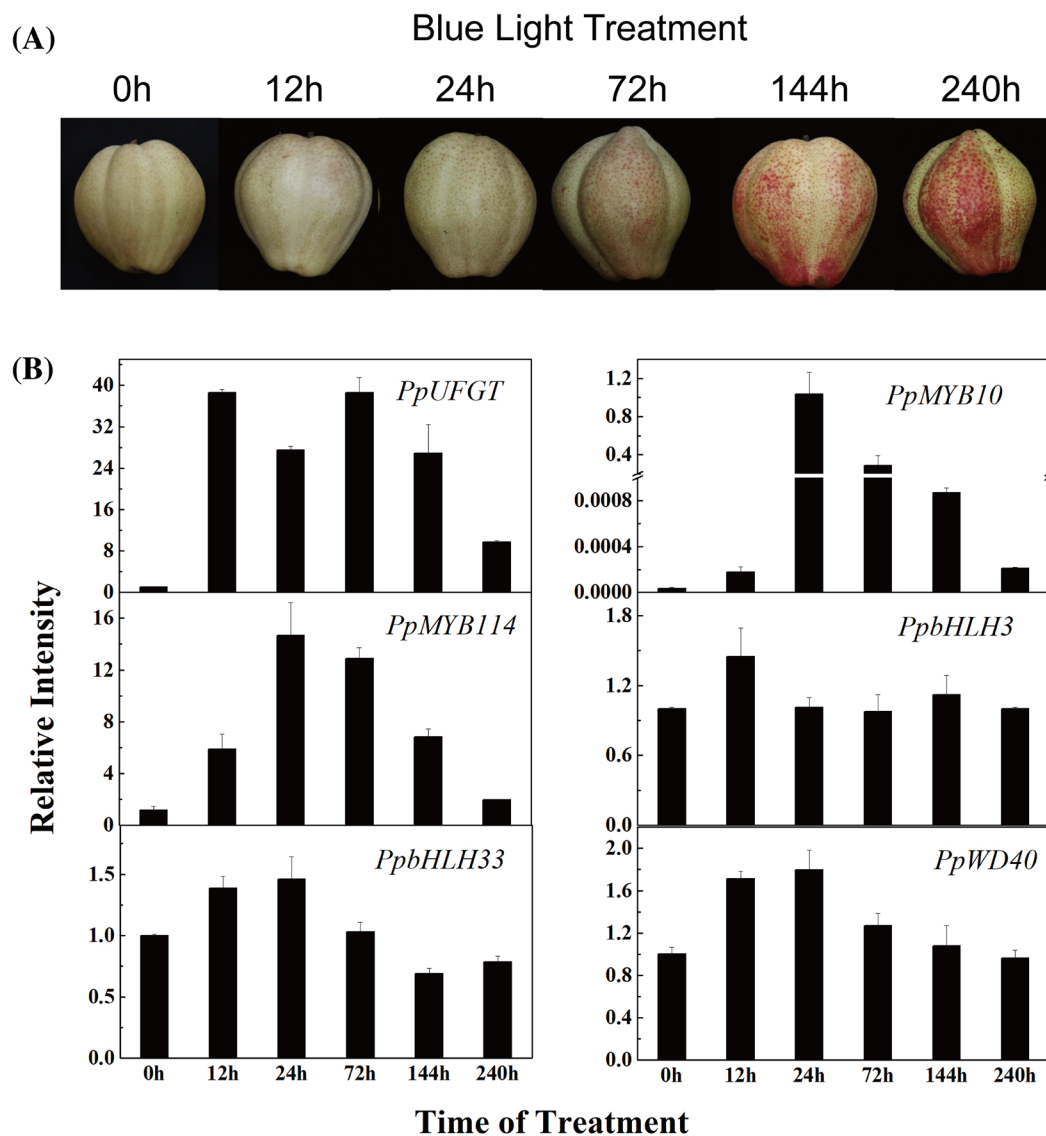 (A)
Blue Light Treatment
0h 12h 24h 72h 144h 240h
(B)
Relative Intensity
PpUFGT
40
32
24
16
8
0
PpMYB10
1.2
0.8
0.4
0.0008
0.0004
0.0000
PpMYB114
16
12
8
4
0
PpbHLH3
1.8
1.2
0.6
0.0
PpbHLH33
1.5
1.0
0.5
0.0
PpWD40
2.0
1.6
1.2
0.8
0.4
0.0
0h 12h 24h 72h 144h 240h
0h 12h 24h 72h 144h 240h
Time of Treatment